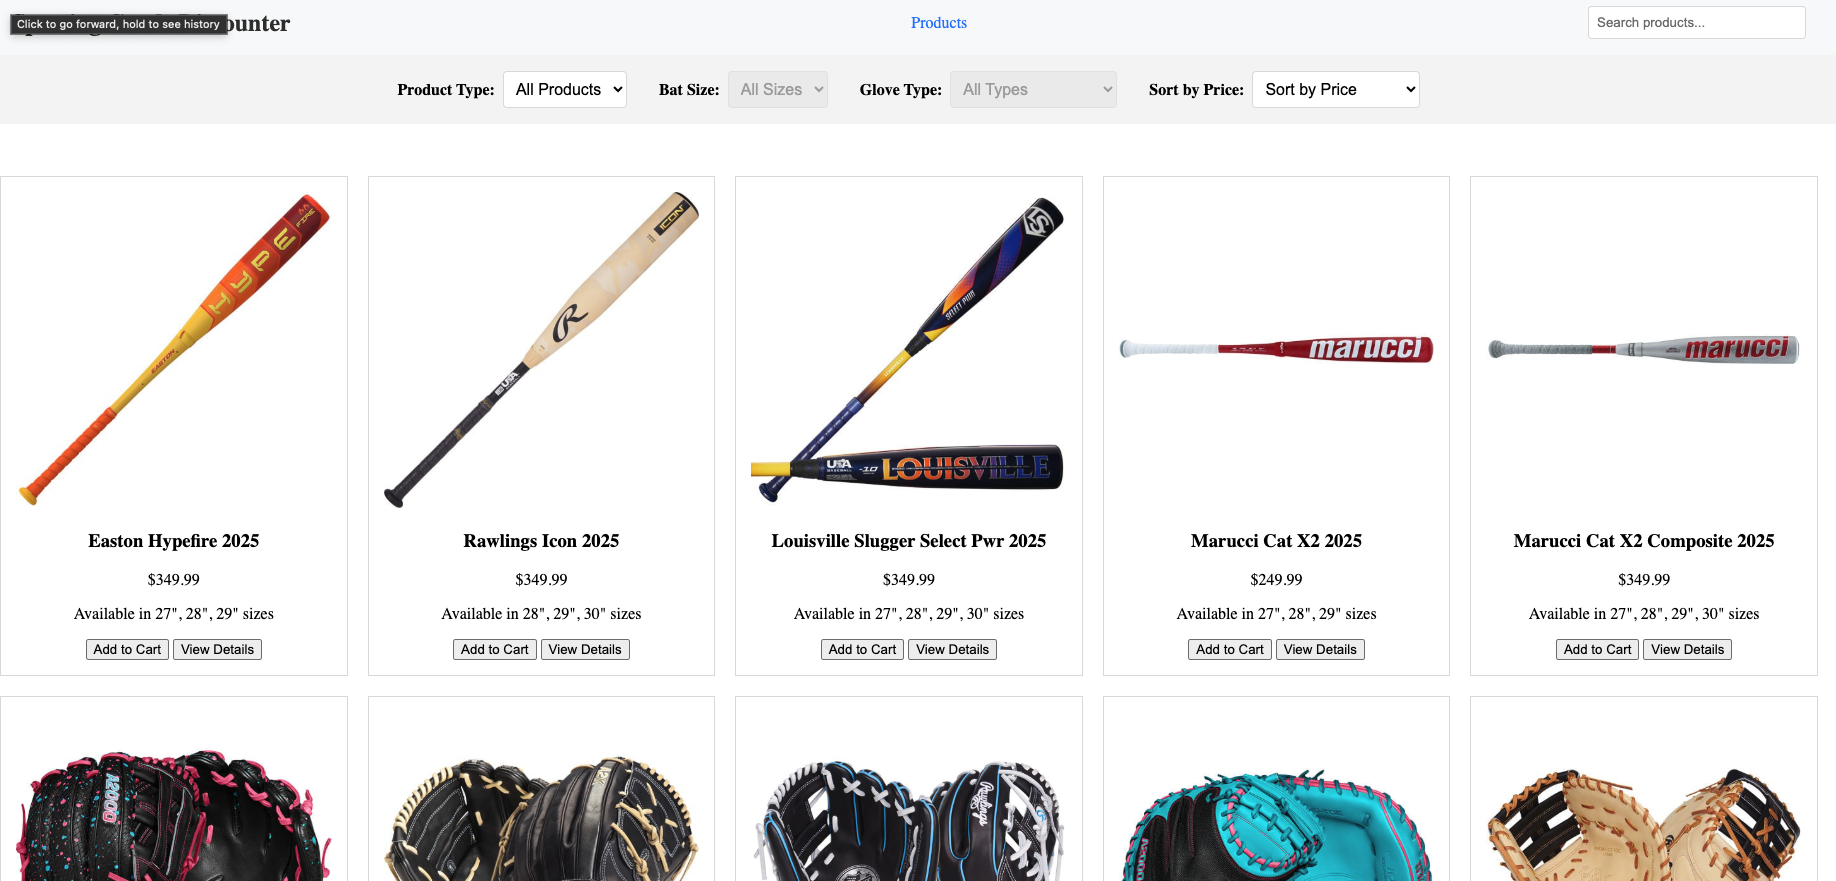 Click to go forward, hold to see history
ounter
Products
Search products...
Product Type:
All Products
Bat Size:
All Sizes
Glove Type:
All Types
Sort by Price:
Sort by Price
HYPE
FIRE
EASTON
ICON
R
USA
LS
SELECT PWR
USA
BASEBALL
-10
LOUISVILLE
marucci
marucci
Easton Hypefire 2025
$349.99
Available in 27", 28", 29" sizes
Add to Cart
View Details
Rawlings Icon 2025
$349.99
Available in 28", 29", 30" sizes
Add to Cart
View Details
Louisville Slugger Select Pwr 2025
$349.99
Available in 27", 28", 29", 30" sizes
Add to Cart
View Details
Marucci Cat X2 2025
$249.99
Available in 27", 28", 29" sizes
Add to Cart
View Details
Marucci Cat X2 Composite 2025
$349.99
Available in 27", 28", 29", 30" sizes
Add to Cart
View Details
A2000
Rawlings